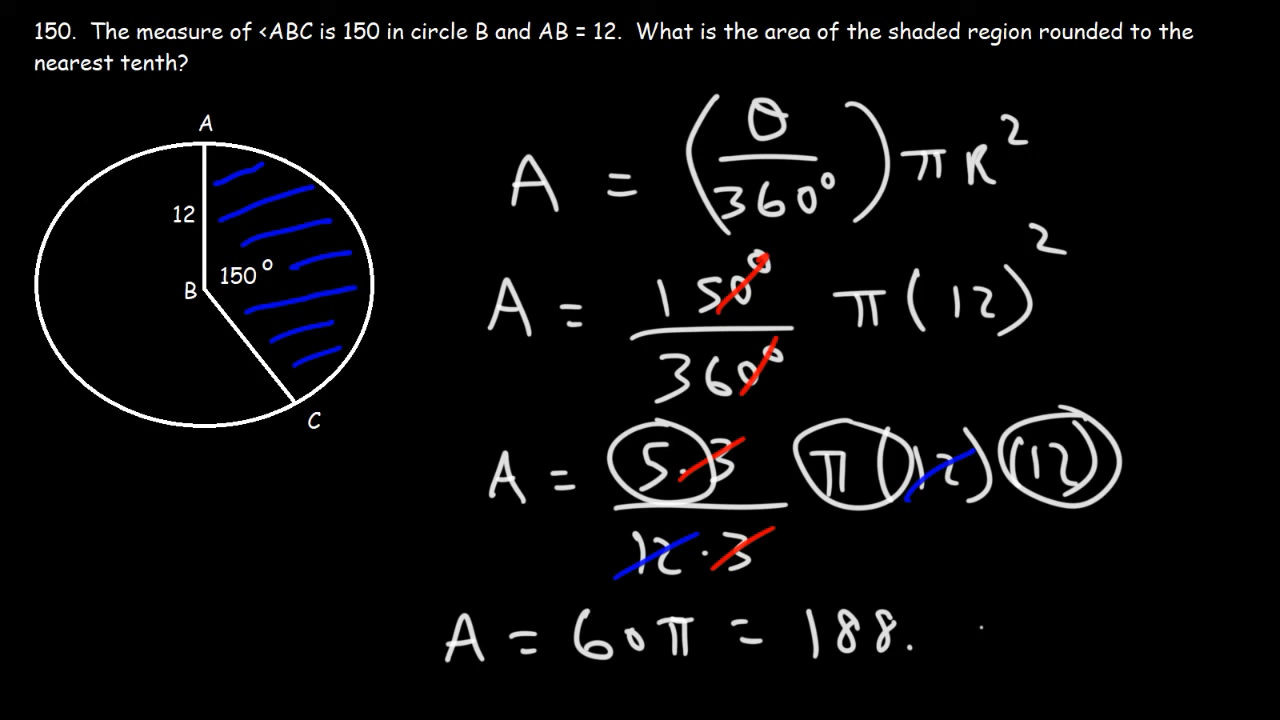 150. The measure of <ABC is 150 in circle B and AB = 12. What is the area of the shaded region rounded to the
nearest tenth?
A
12
150°
B
C
A = (θ/360°) πR²
A = 150°/360° π(12)²
A = 5·3/12·3 π(12)(12)
A = 60π = 188.